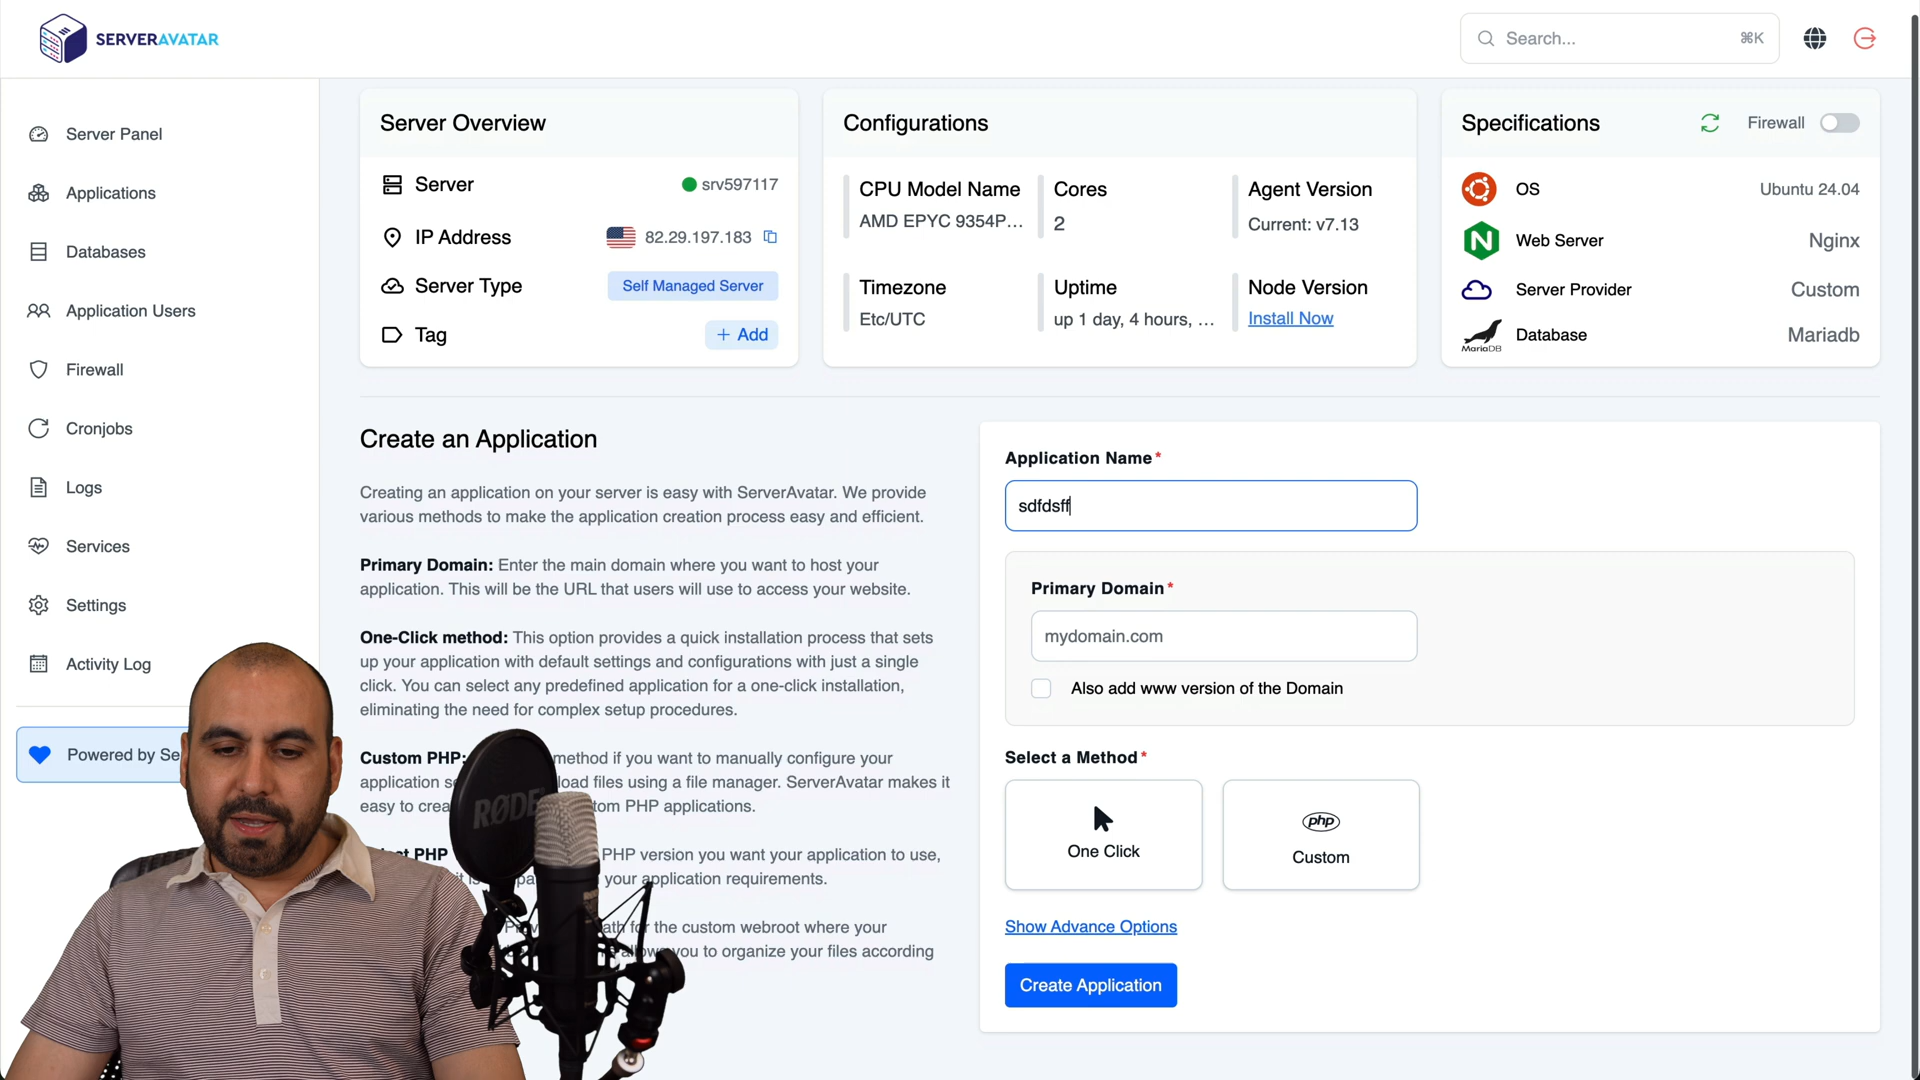 SERVERAVATAR
Search...
⌘K
Server Panel
Applications
Databases
Application Users
Firewall
Cronjobs
Logs
Services
Settings
Activity Log
Powered by Se
Server Overview
Server
srv597117
IP Address
82.29.197.183
Server Type
Self Managed Server
Tag
+ Add
Configurations
CPU Model Name
AMD EPYC 9354P...
Cores
2
Agent Version
Current: v7.13
Timezone
Etc/UTC
Uptime
up 1 day, 4 hours, ...
Node Version
Install Now
Specifications
Firewall
OS
Ubuntu 24.04
Web Server
Nginx
Server Provider
Custom
MariaDB
Database
Mariadb
Create an Application
Creating an application on your server is easy with ServerAvatar. We provide
various methods to make the application creation process easy and efficient.
Primary Domain: Enter the main domain where you want to host your
application. This will be the URL that users will use to access your website.
One-Click method: This option provides a quick installation process that sets
up your application with default settings and configurations with just a single
click. You can select any predefined application for a one-click installation,
eliminating the need for complex setup procedures.
Custom PHP: method if you want to manually configure your
application se load files using a file manager. ServerAvatar makes it
easy to crea tom PHP applications.
PHP PHP version you want your application to use,
your application requirements.
for the custom webroot where your
allows you to organize your files according
RØDE
Application Name*
sdfdsff
Primary Domain*
mydomain.com
Also add www version of the Domain
Select a Method*
One Click
php
Custom
Show Advance Options
Create Application